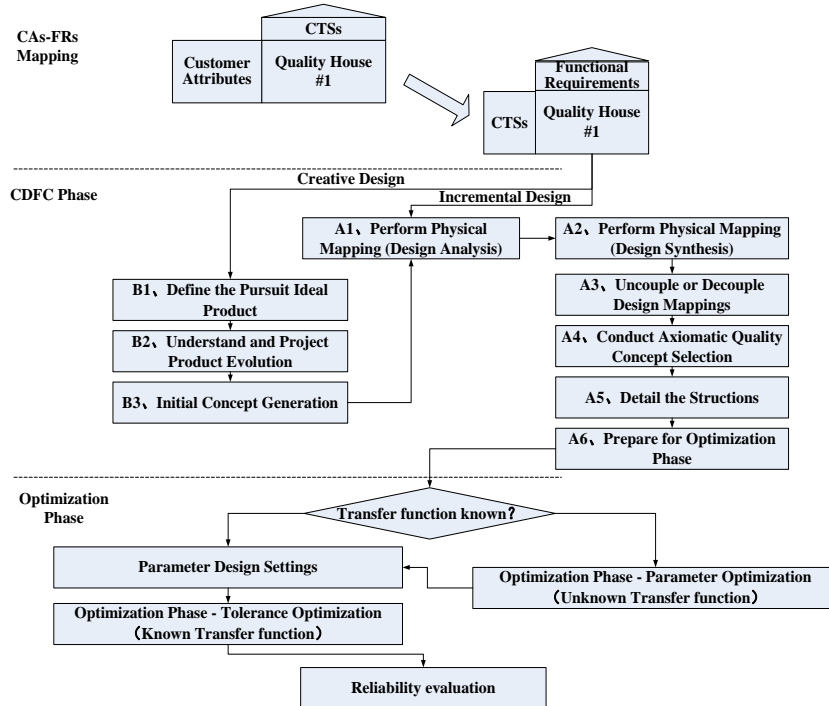 CAs-FRs
Mapping
CTSs
Customer
Attributes
Quality House
#1
Functional
Requirements
CTSs
Quality House
#1
Creative Design
CDFC Phase
Incremental Design
A1、Perform Physical
Mapping (Design Analysis)
A2、Perform Physical Mapping
(Design Synthesis)
B1、Define the Pursuit Ideal
Product
A3、Uncouple or Decouple
Design Mappings
B2、Understand and Project
Product Evolution
A4、Conduct Axiomatic Quality
Concept Selection
B3、Initial Concept Generation
A5、Detail the Structions
A6、Prepare for Optimization
Phase
Optimization
Phase
Transfer function known？
Parameter Design Settings
Optimization Phase - Parameter Optimization
（Unknown Transfer function）
Optimization Phase - Tolerance Optimization
（Known Transfer function）
Reliability evaluation